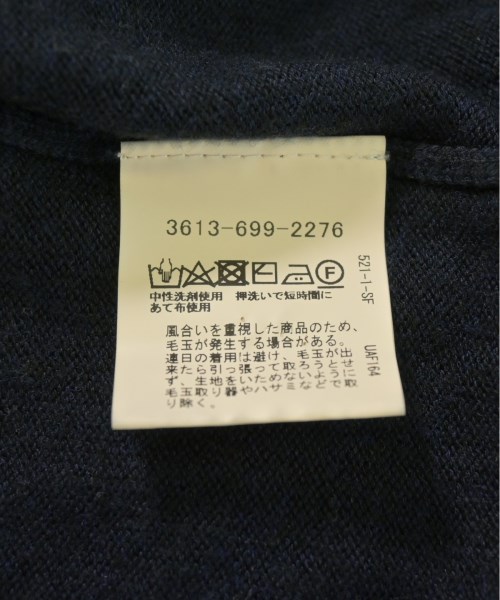 3613-699-2276
中性洗剤使用 押洗いで短時間に
あて布使用
風合いを重視した商品のため、
毛玉が発生する場合がある。
連日の着用は避け、毛玉が出
来たら引っ張って取ろうとせ
ず、生地をいためないように
毛玉取り器やハサミなどで取
り除く。
521-1-SF
UAF164